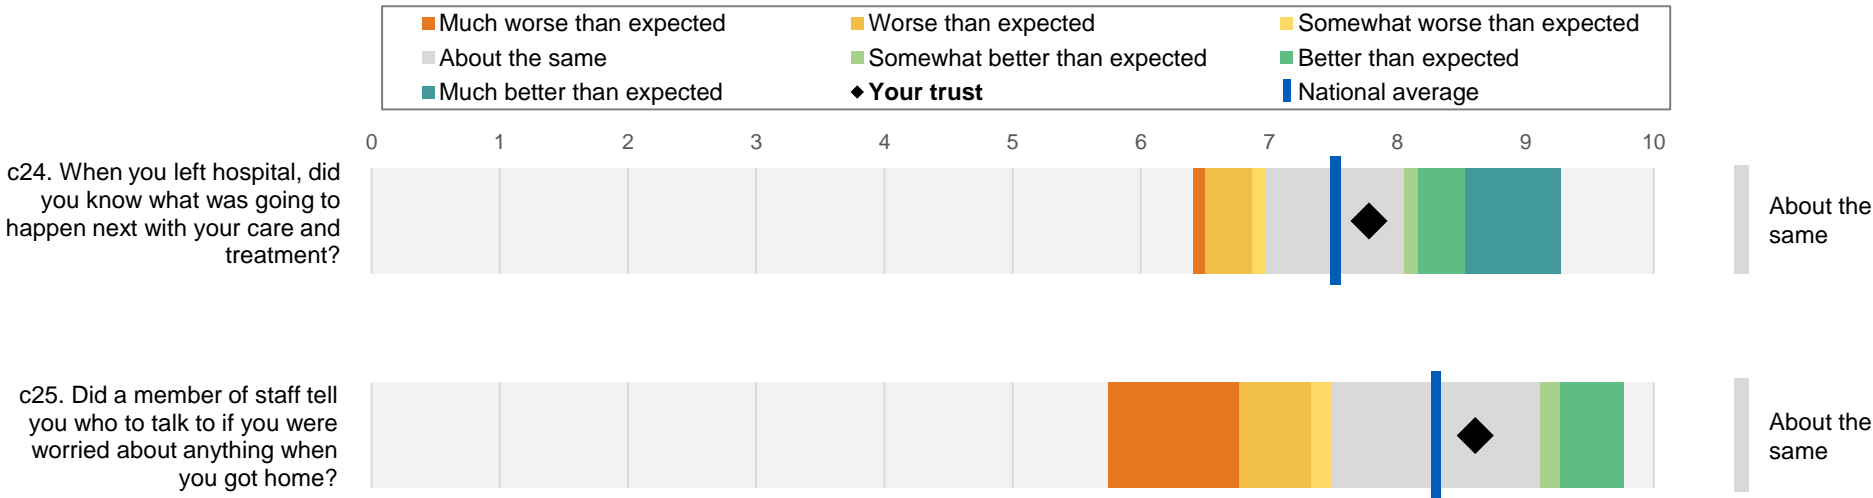 Much worse than expected
Worse than expected
Somewhat worse than expected
About the same
Somewhat better than expected
Better than expected
Much better than expected
Your trust
National average
0 1 2 3 4 5 6 7 8 9 10
c24. When you left hospital, did
you know what was going to
happen next with your care and
treatment?
About the
same
c25. Did a member of staff tell
you who to talk to if you were
worried about anything when
you got home?
About the
same